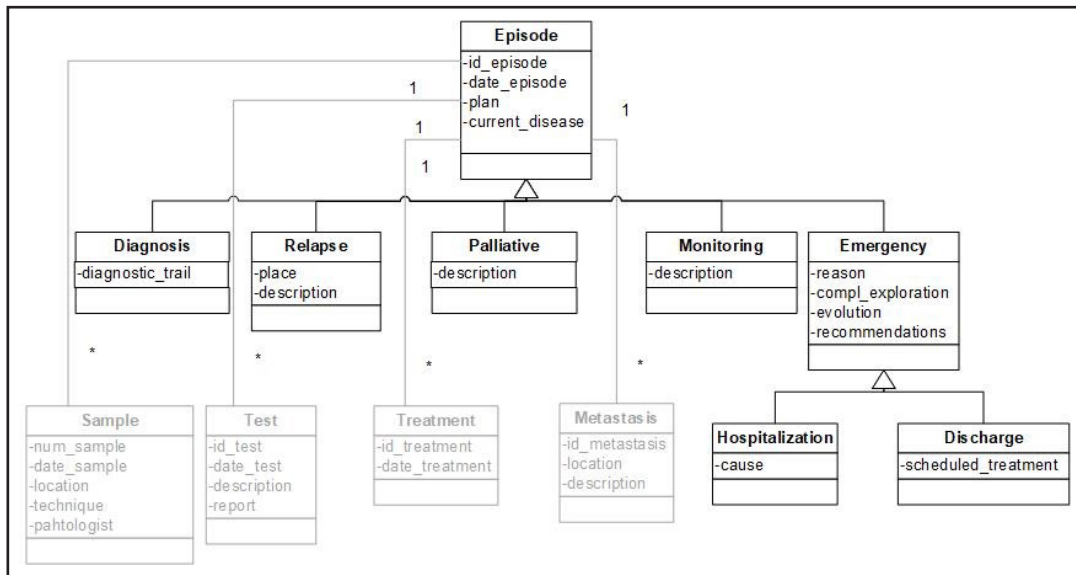 Episode
-id_episode
-date_episode
-plan
-current_disease
1
1
1
1
Diagnosis
-diagnostic_trail
Relapse
-place
-description
Palliative
-description
Monitoring
-description
Emergency
-reason
-compl_exploration
-evolution
-recommendations
*
*
*
*
Sample
-num_sample
-date_sample
-location
-technique
-pahtologist
Test
-id_test
-date_test
-description
-report
Treatment
-id_treatment
-date_treatment
Metastasis
-id_metastasis
-location
-description
Hospitalization
-cause
Discharge
-scheduled_treatment